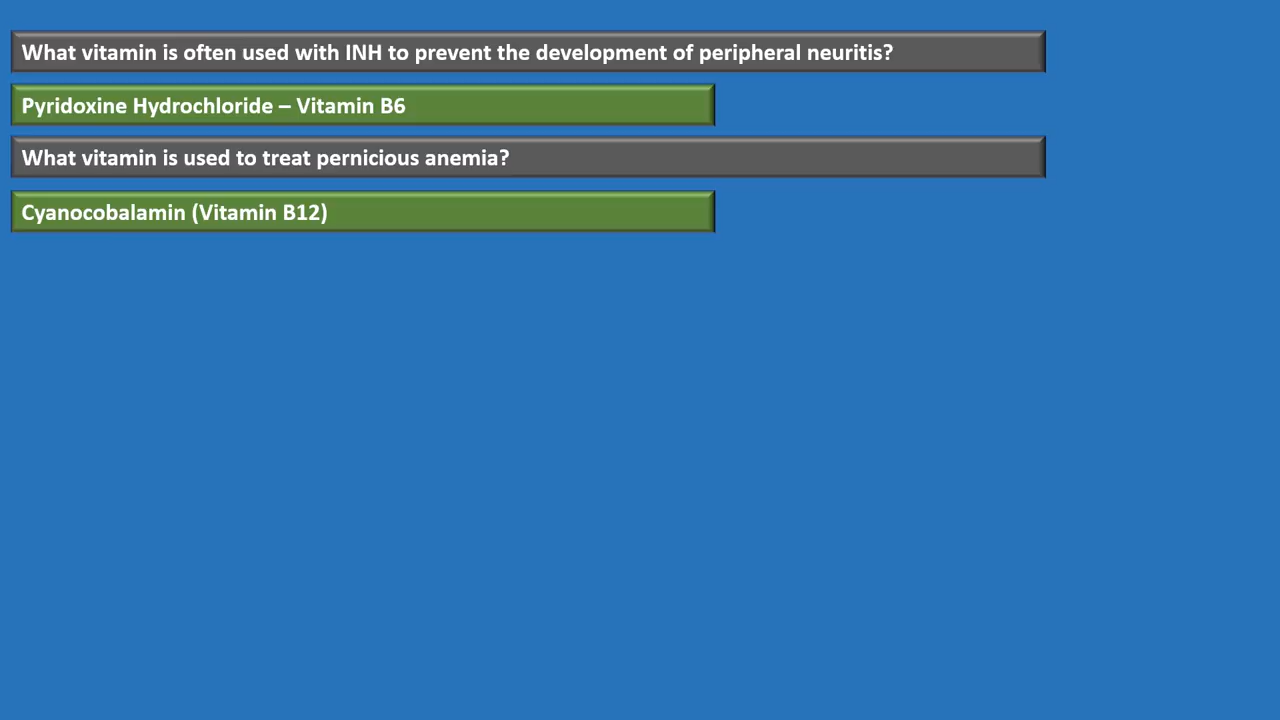 What vitamin is often used with INH to prevent the development of peripheral neuritis?
Pyridoxine Hydrochloride – Vitamin B6
What vitamin is used to treat pernicious anemia?
Cyanocobalamin (Vitamin B12)